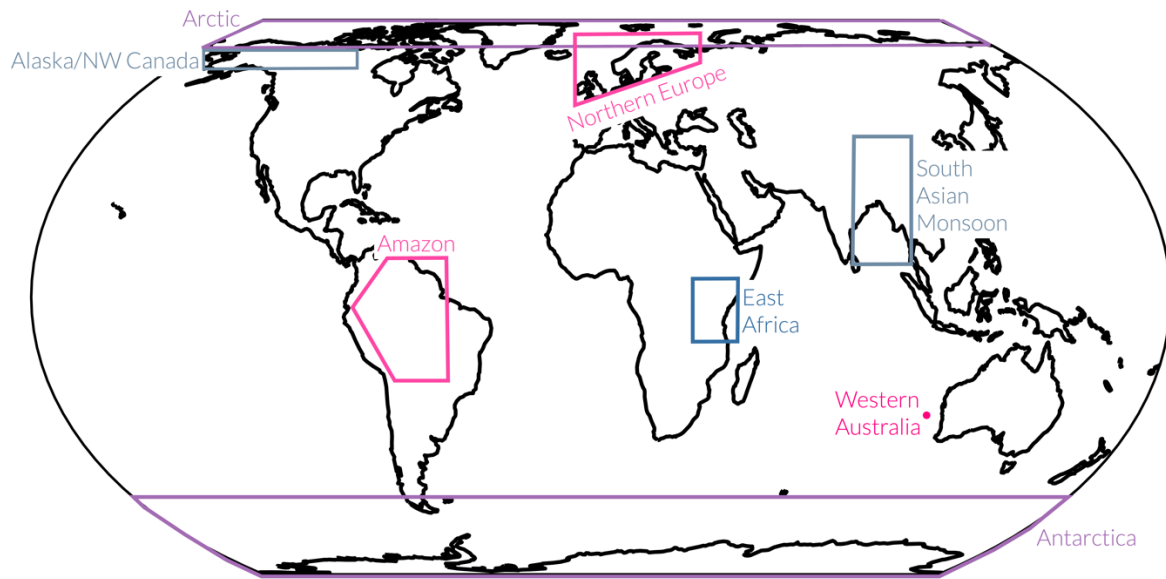 Arctic
Alaska/NW Canada
Northern Europe
South
Asian
Monsoon
Amazon
East
Africa
Western
Australia
Antarctica